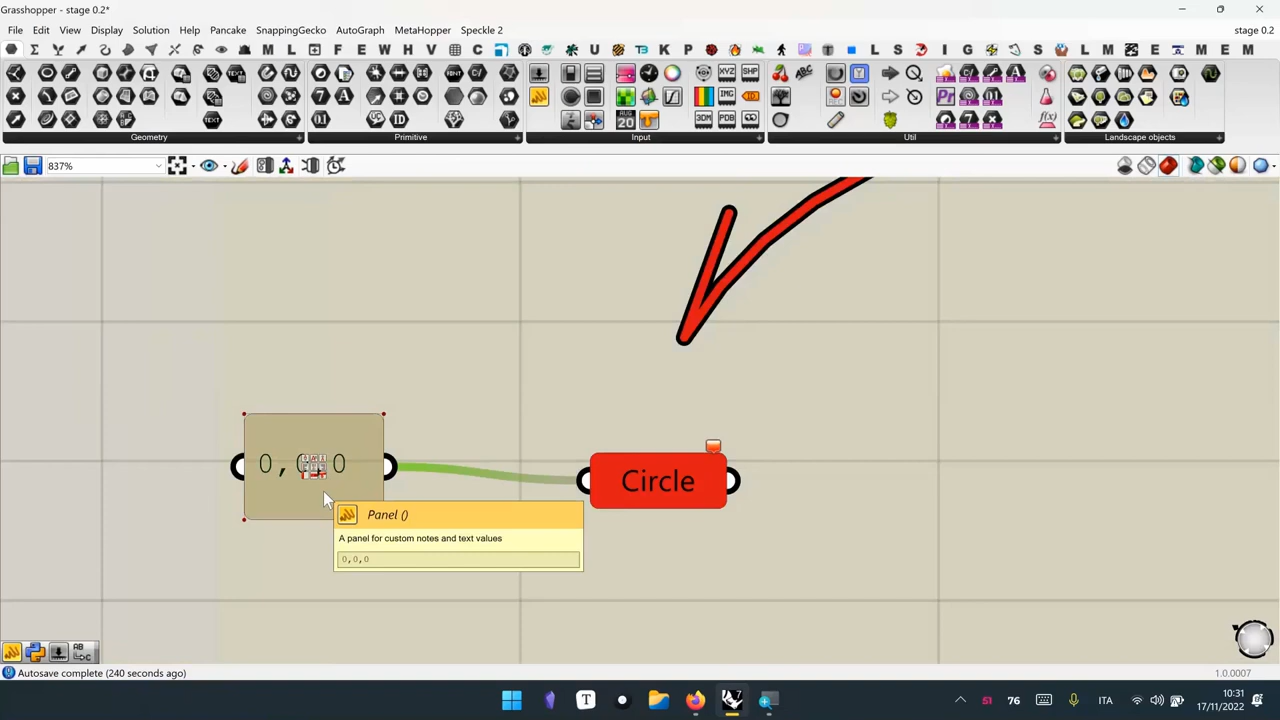 Grasshopper - stage 0.2*
File Edit View Display Solution Help Pancake SnappingGecko AutoGraph MetaHopper Speckle 2 stage 0.2
Geometry Primitive Input Util Landscape objects
837%
0,0,0
Circle
Panel ()
A panel for custom notes and text values
0,0,0
Autosave complete (240 seconds ago) 1.0.0007
51 76 ITA 10:31
17/11/2022